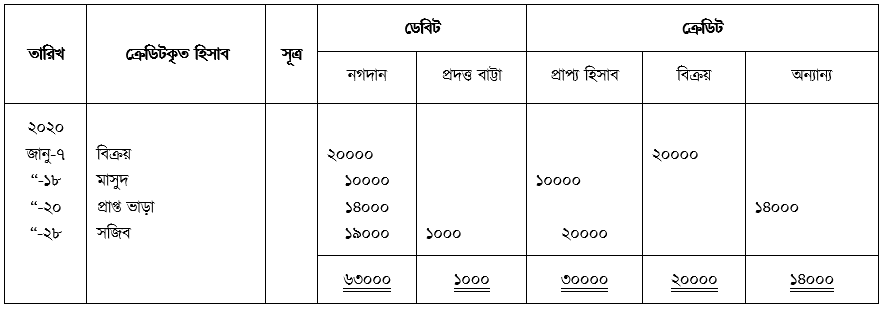 তারিখ ক্রেডিটকৃত হিসাব সূত্র ডেবিট ক্রেডিট
নগদান প্রদত্ত বাট্টা প্রাপ্য হিসাব বিক্রয় অন্যান্য
২০২০
জানু-৭ বিক্রয় ২০০০০ ২০০০০
“-১৮ মাসুদ ১০০০০ ১০০০০
“-২০ প্রাপ্ত ভাড়া ১৪০০০ ১৪০০০
“-২৮ সজিব ১৯০০০ ১০০০ ২০০০০
৬৩০০০ ১০০০ ৩০০০০ ২০০০০ ১৪০০০